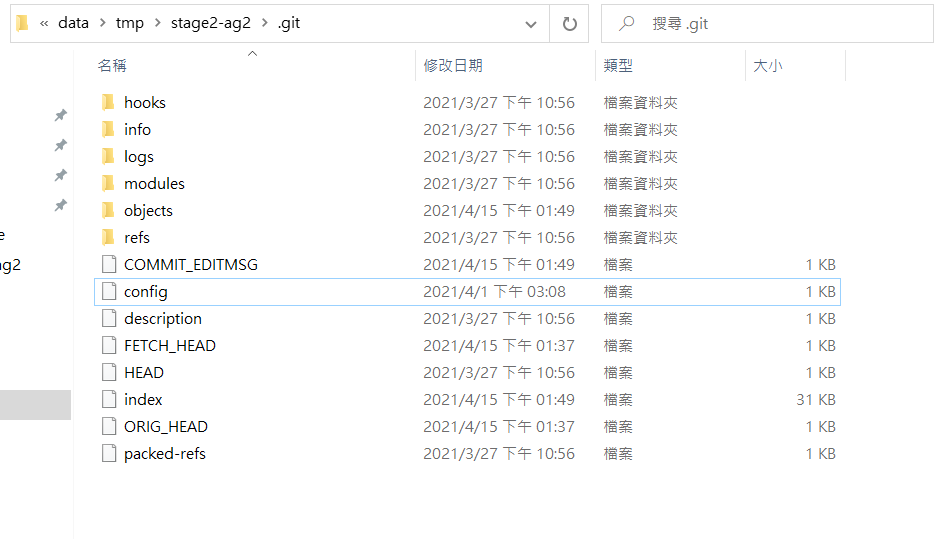 « data › tmp › stage2-ag2 › .git 搜尋 .git
名稱 修改日期 類型 大小
hooks 2021/3/27 下午 10:56 檔案資料夾
info 2021/3/27 下午 10:56 檔案資料夾
logs 2021/3/27 下午 10:56 檔案資料夾
modules 2021/3/27 下午 10:56 檔案資料夾
objects 2021/4/15 下午 01:49 檔案資料夾
e
refs 2021/3/27 下午 10:56 檔案資料夾
ag2
COMMIT_EDITMSG 2021/4/15 下午 01:49 檔案 1 KB
config 2021/4/1 下午 03:08 檔案 1 KB
description 2021/3/27 下午 10:56 檔案 1 KB
FETCH_HEAD 2021/4/15 下午 01:37 檔案 1 KB
HEAD 2021/3/27 下午 10:56 檔案 1 KB
index 2021/4/15 下午 01:49 檔案 31 KB
ORIG_HEAD 2021/4/15 下午 01:37 檔案 1 KB
packed-refs 2021/3/27 下午 10:56 檔案 1 KB